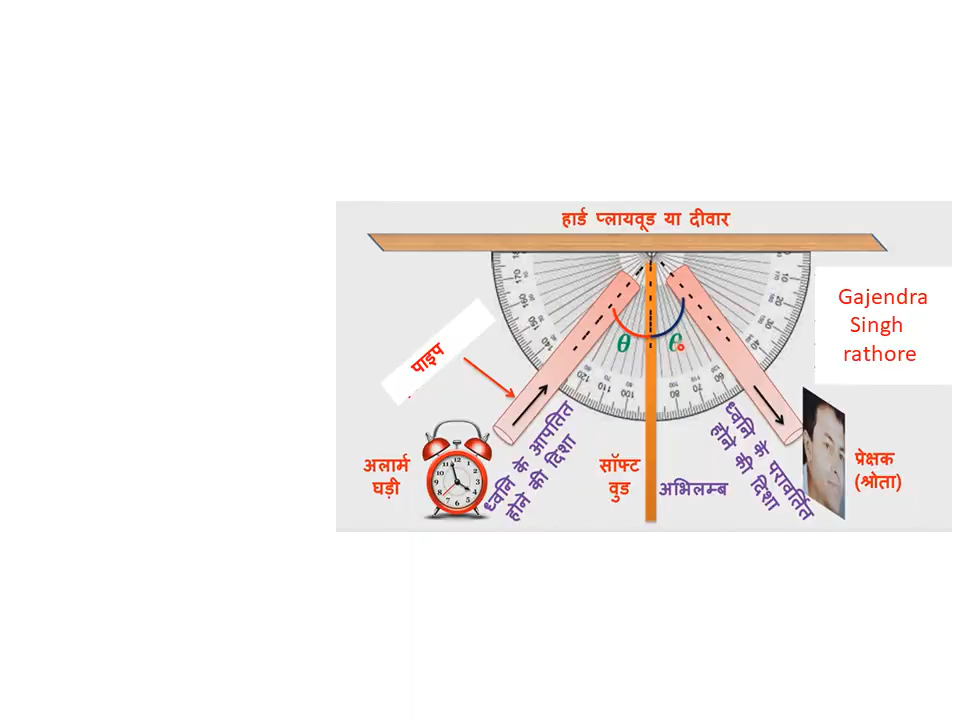 हार्ड प्लायवूड या दीवार
Gajendra
Singh
rathore
पाइप
θ
θ
अलार्म
घड़ी
ध्वनि के आपतित
होने की दिशा
सॉफ्ट
वुड
अभिलम्ब
ध्वनि के परावर्तित
होने की दिशा
प्रेक्षक
(श्रोता)